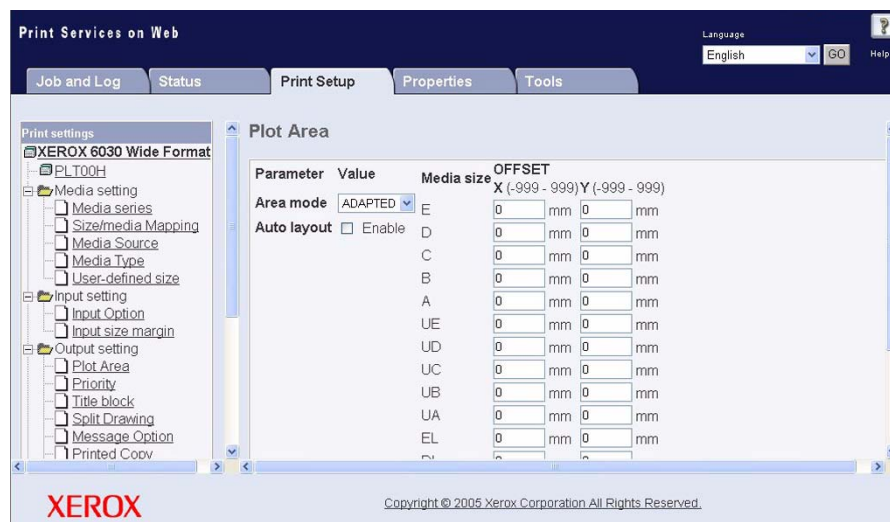 Print Services on Web
Language
English GO Help
Job and Log Status Print Setup Properties Tools
Print settings
XEROX 6030 Wide Format
PLT00H
Media setting
Media series
Size/media Mapping
Media Source
Media Type
User-defined size
Input setting
Input Option
Input size margin
Output setting
Plot Area
Priority
Title block
Split Drawing
Message Option
Printed Copy
Plot Area
Parameter Value Media size OFFSET
X (-999 - 999) Y (-999 - 999)
Area mode ADAPTED
Auto layout Enable
E 0 mm 0 mm
D 0 mm 0 mm
C 0 mm 0 mm
B 0 mm 0 mm
A 0 mm 0 mm
UE 0 mm 0 mm
UD 0 mm 0 mm
UC 0 mm 0 mm
UB 0 mm 0 mm
UA 0 mm 0 mm
EL 0 mm 0 mm
XEROX
Copyright © 2005 Xerox Corporation All Rights Reserved.